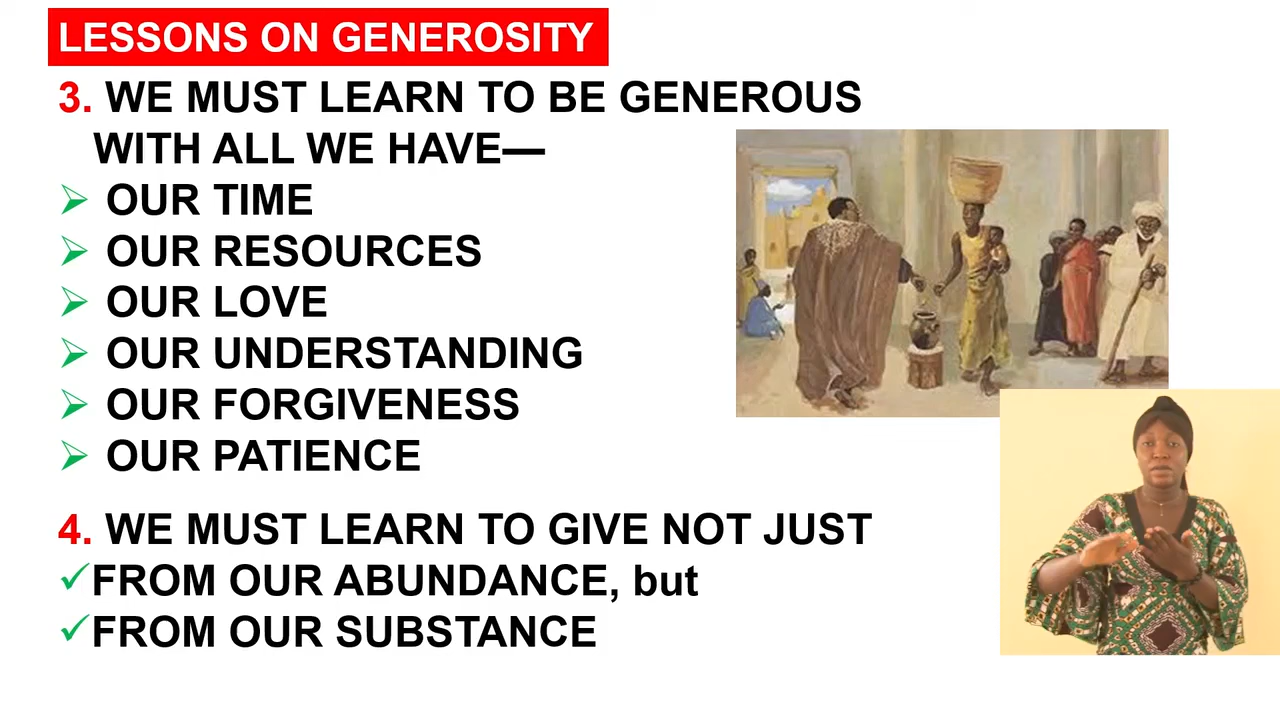 LESSONS ON GENEROSITY
3. WE MUST LEARN TO BE GENEROUS
WITH ALL WE HAVE—
➢ OUR TIME
➢ OUR RESOURCES
➢ OUR LOVE
➢ OUR UNDERSTANDING
➢ OUR FORGIVENESS
➢ OUR PATIENCE
4. WE MUST LEARN TO GIVE NOT JUST
✓FROM OUR ABUNDANCE, but
✓FROM OUR SUBSTANCE